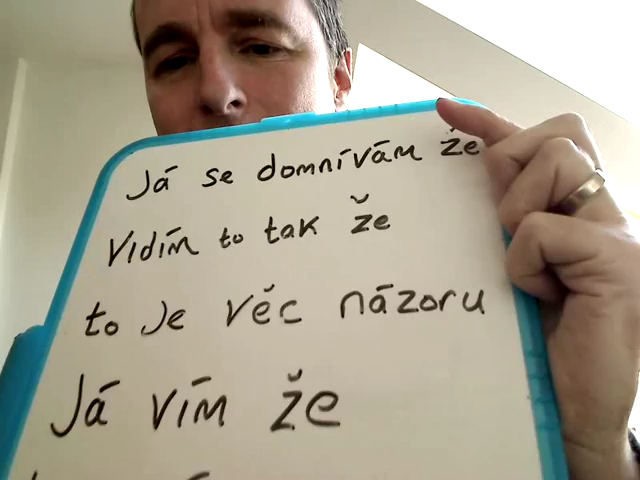 Já se domnívám že
Vidím to tak že
to je věc názoru
Já vím že